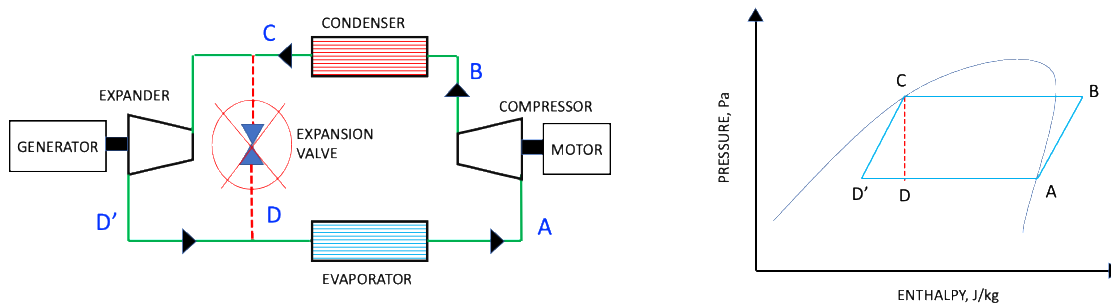 CONDENSER
C
B
EXPANDER
COMPRESSOR
GENERATOR
EXPANSION
VALVE
MOTOR
D’
D
A
EVAPORATOR
PRESSURE, Pa
C
B
D’
D
A
ENTHALPY, J/kg